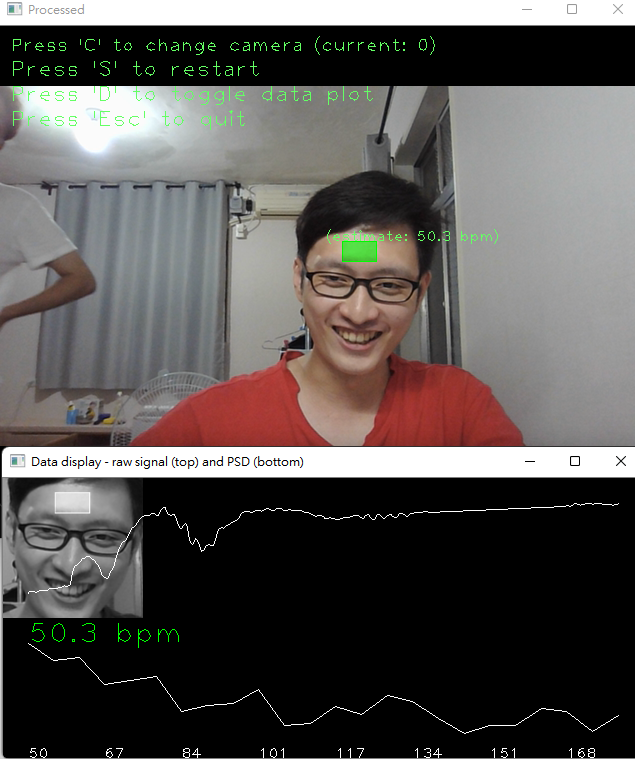 Processed
Press 'C' to change camera (current: 0)
Press 'S' to restart
Press 'D' to toggle data plot
Press 'Esc' to quit
(estimate: 50.3 bpm)
Data display - raw signal (top) and PSD (bottom)
50.3 bpm
50 67 84 101 117 134 151 168